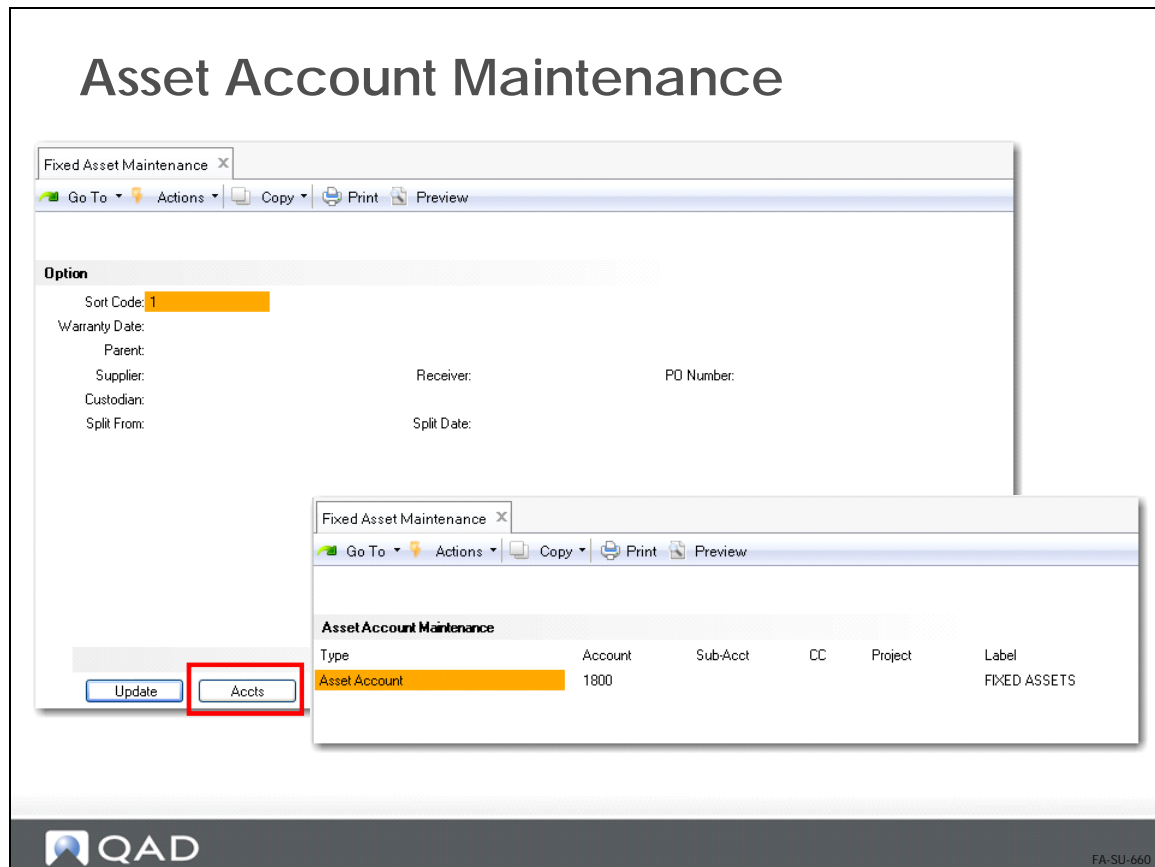 Asset Account Maintenance
Fixed Asset Maintenance X
Go To Actions Copy Print Preview
Option
Sort Code: 1
Warranty Date:
Parent:
Supplier: Receiver: PO Number:
Custodian:
Split From: Split Date:
Update Accts
Fixed Asset Maintenance X
Go To Actions Copy Print Preview
Asset Account Maintenance
Type Account Sub-Acct CC Project Label
Asset Account 1800 FIXED ASSETS
QAD
FA-SU-660